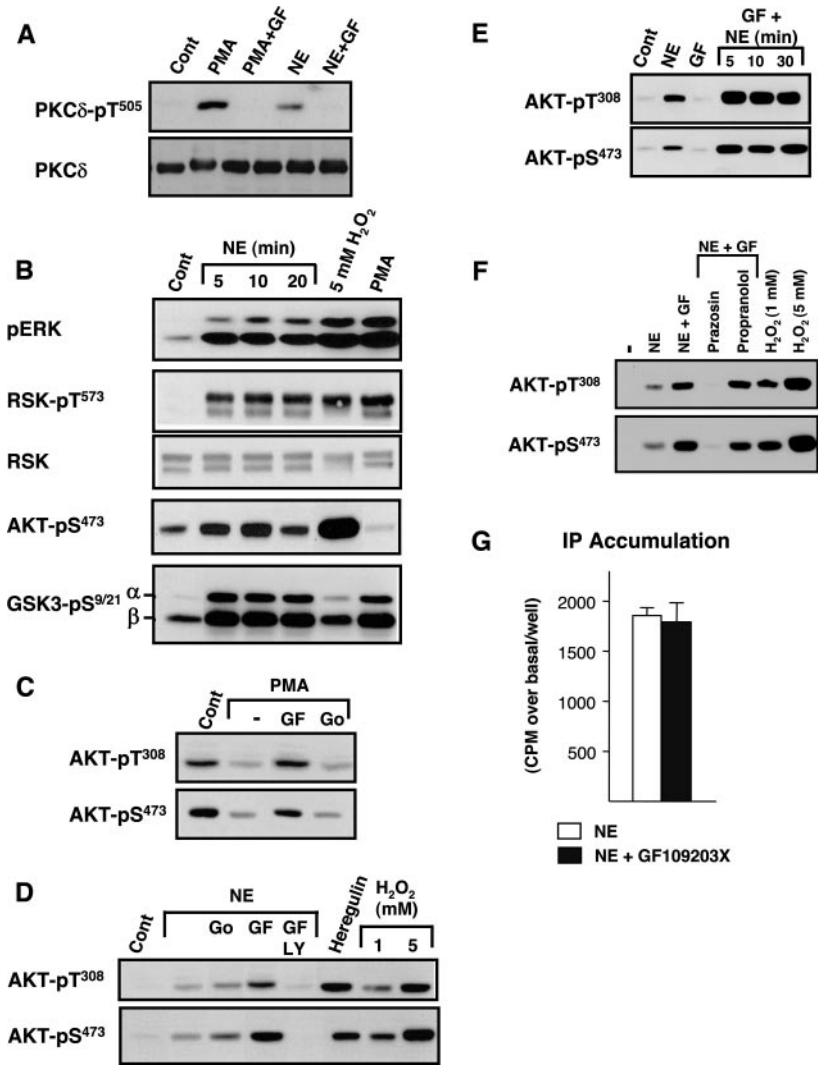 A
Cont
PMA
PMA+GF
NE
NE+GF
PKCδ-pT505
PKCδ
B
NE (min)
Cont
5
10
20
5 mM H2O2
PMA
pERK
RSK-pT573
RSK
AKT-pS473
GSK3-pS9/21
α
β
C
PMA
Cont
-
GF
Go
AKT-pT308
AKT-pS473
D
NE
Cont
Go
GF
GF
LY
Heregulin
H2O2
(mM)
1
5
AKT-pT308
AKT-pS473
E
Cont
NE
GF
GF +
NE (min)
5
10
30
AKT-pT308
AKT-pS473
F
NE + GF
-
NE
NE + GF
Prazosin
Propranolol
H2O2 (1 mM)
H2O2 (5 mM)
AKT-pT308
AKT-pS473
G
IP Accumulation
(CPM over basal/well)
2000
1500
1000
500
NE
NE + GF109203X